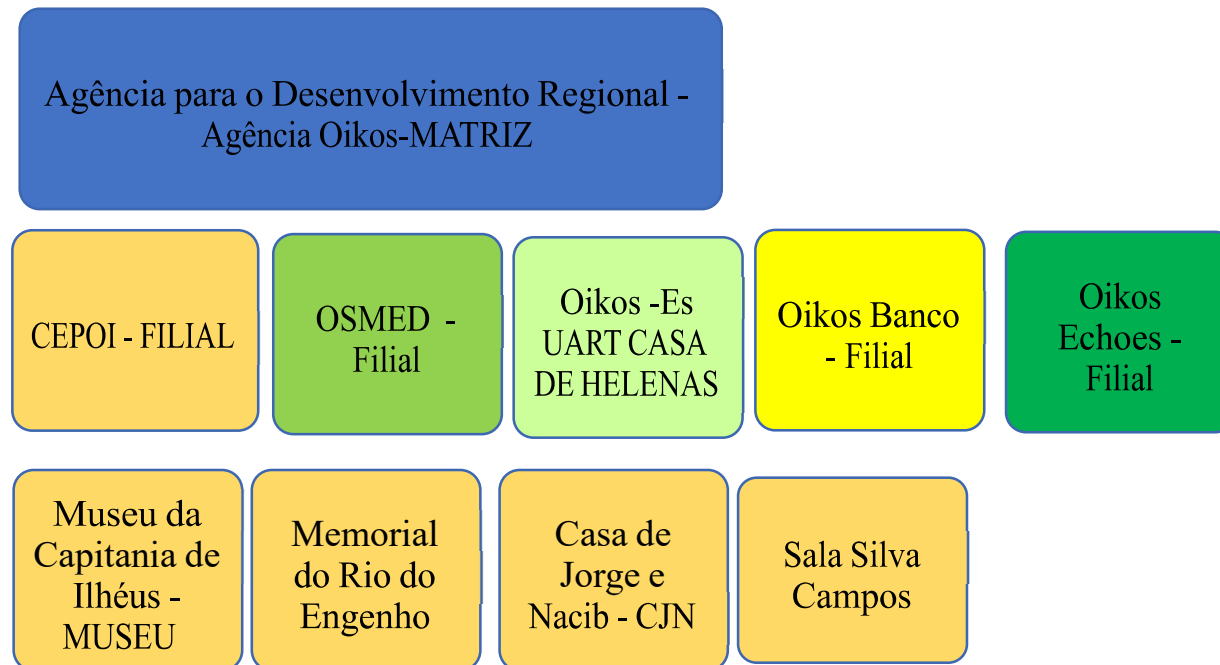 Agência para o Desenvolvimento Regional -
Agência Oikos-MATRIZ
CEPOI - FILIAL
OSMED -
Filial
Oikos -Es
UART CASA
DE HELENAS
Oikos Banco
- Filial
Oikos
Echoes -
Filial
Museu da
Capitania de
Ilhéus -
MUSEU
Memorial
do Rio do
Engenho
Casa de
Jorge e
Nacib - CJN
Sala Silva
Campos